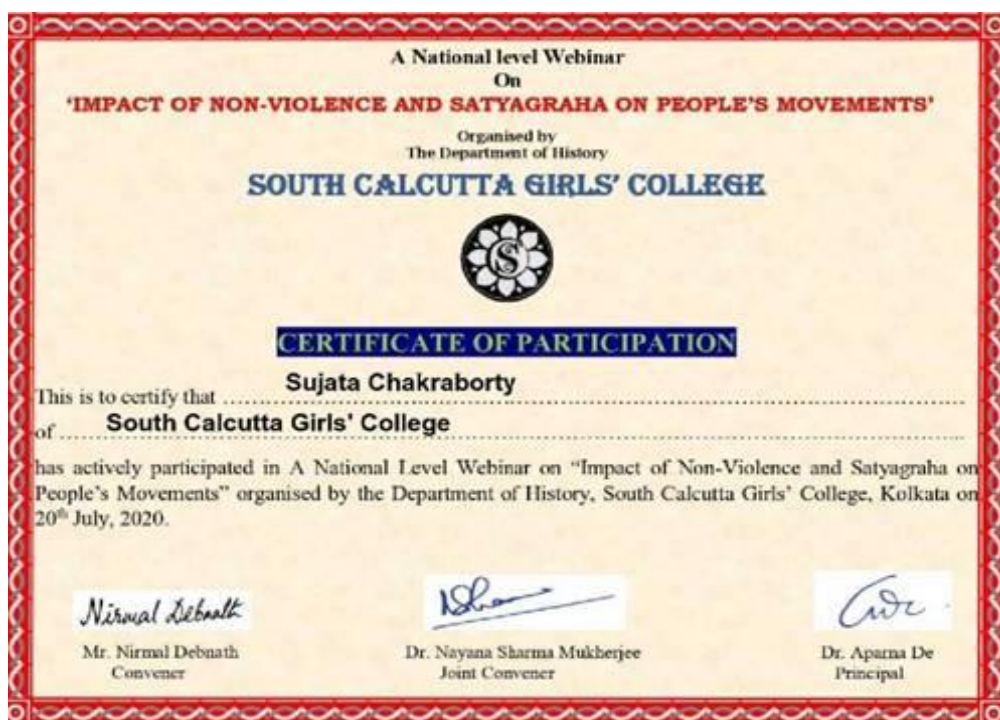 A National level Webinar
On
'IMPACT OF NON-VIOLENCE AND SATYAGRAHA ON PEOPLE'S MOVEMENTS'
Organised by
The Department of History
SOUTH CALCUTTA GIRLS' COLLEGE
CERTIFICATE OF PARTICIPATION
This is to certify that Sujata Chakraborty
of South Calcutta Girls' College
has actively participated in A National Level Webinar on "Impact of Non-Violence and Satyagraha on
People's Movements" organised by the Department of History, South Calcutta Girls' College, Kolkata on
20th July, 2020.
Nirmal Debnath
Mr. Nirmal Debnath
Convener
Dr. Nayana Sharma Mukherjee
Joint Convener
Dr. Aparna De
Principal